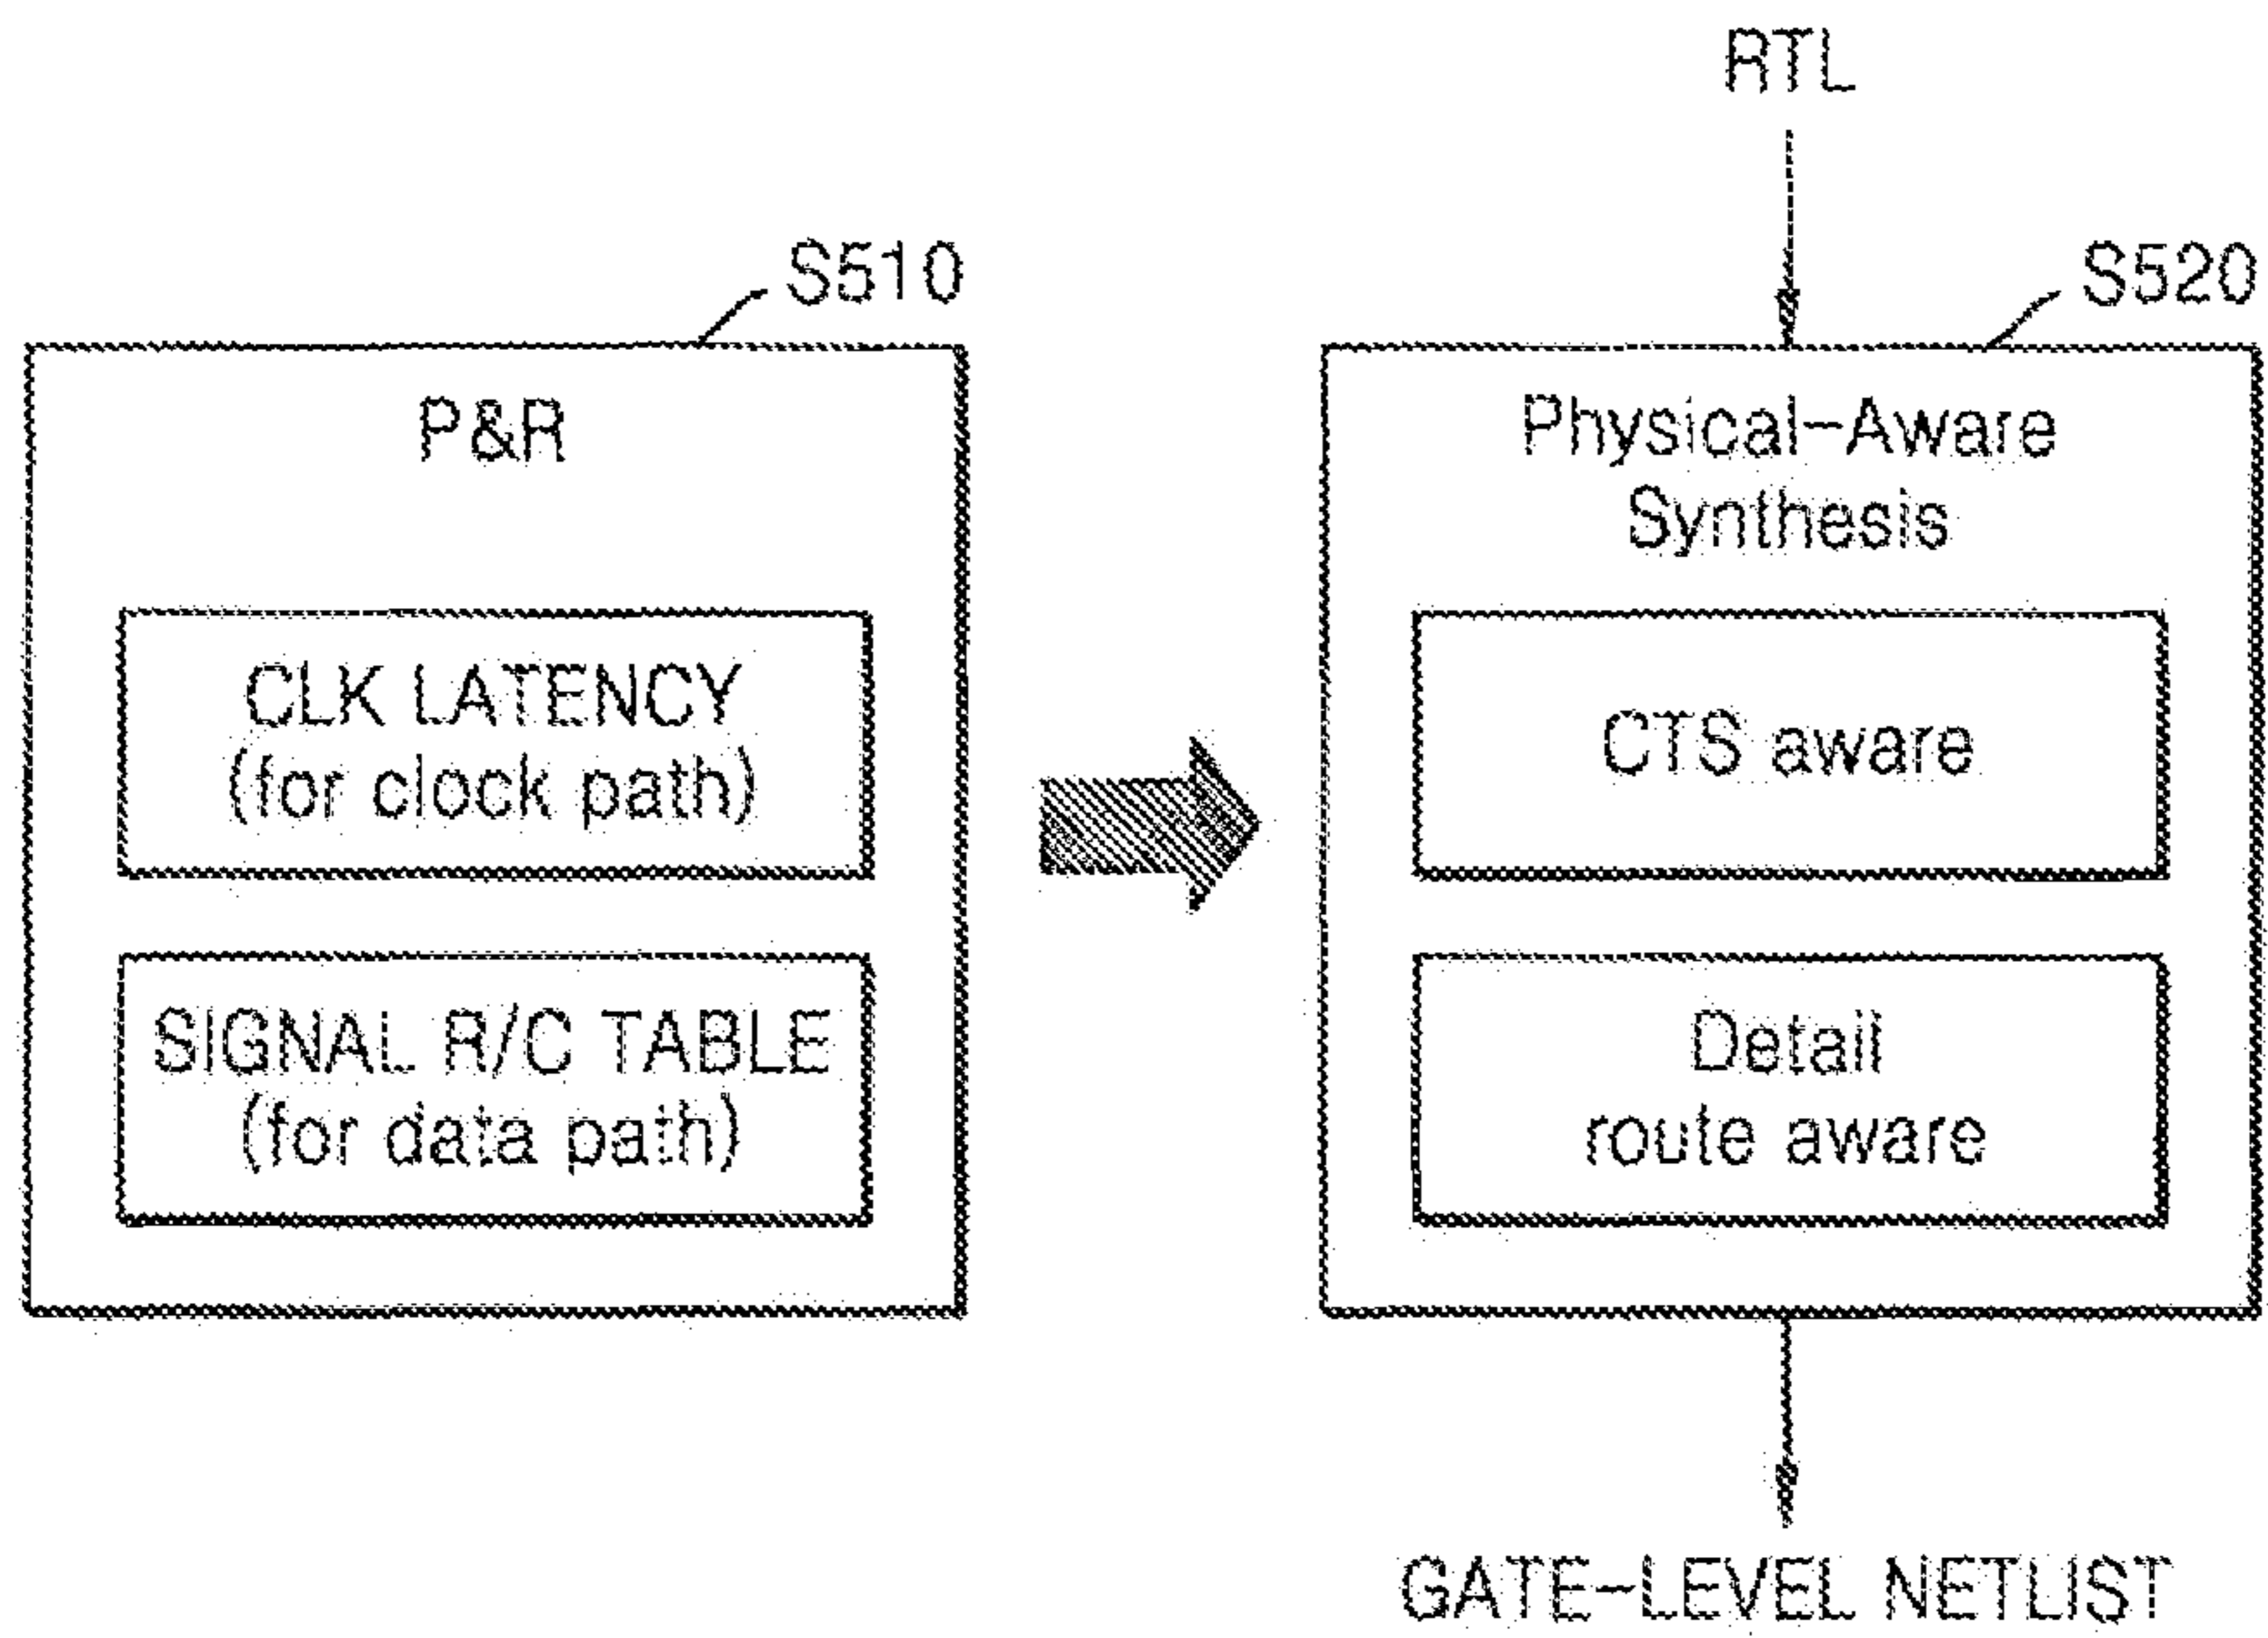 RTL
S510
S520
P&R
CLK LATENCY
(for clock path)
SIGNAL R/C TABLE
(for data path)
Physical-Aware
Synthesis
CTS aware
Detail
route aware
GATE-LEVEL NETLIST